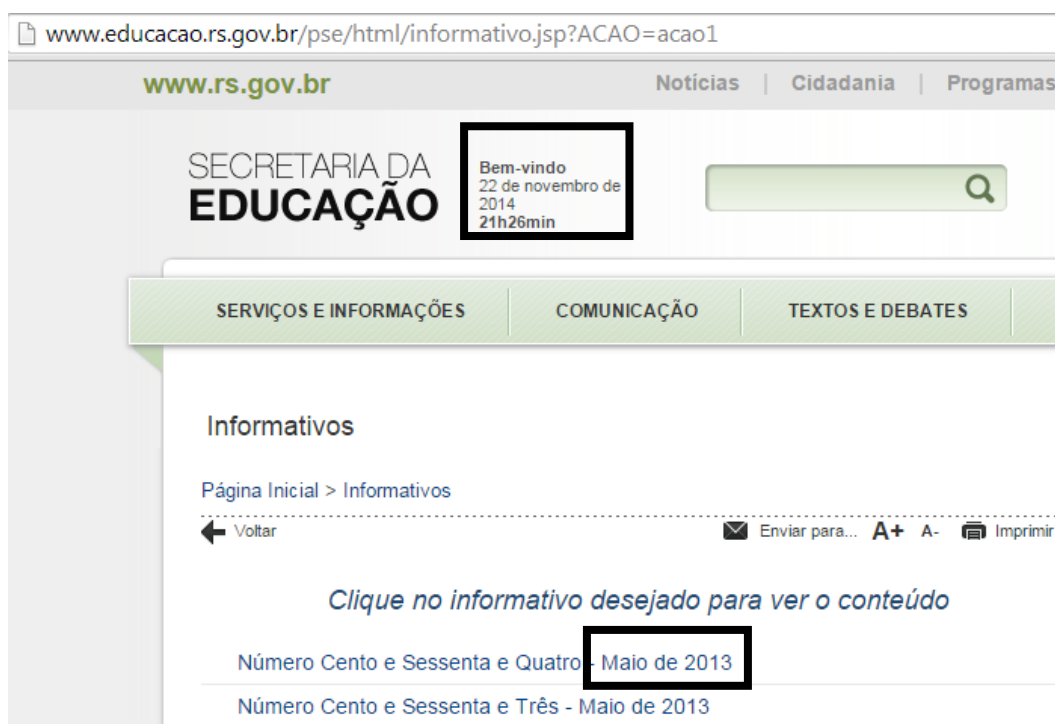 www.educacao.rs.gov.br/pse/html/informativo.jsp?ACAO=acao1
www.rs.gov.br Notícias | Cidadania | Programas
SECRETARIA DA
EDUCAÇÃO
Bem-vindo
22 de novembro de
2014
21h26min
SERVIÇOS E INFORMAÇÕES COMUNICAÇÃO TEXTOS E DEBATES
Informativos
Página Inicial > Informativos
Voltar Enviar para... A+ A- Imprimir
Clique no informativo desejado para ver o conteúdo
Número Cento e Sessenta e Quatro - Maio de 2013
Número Cento e Sessenta e Três - Maio de 2013